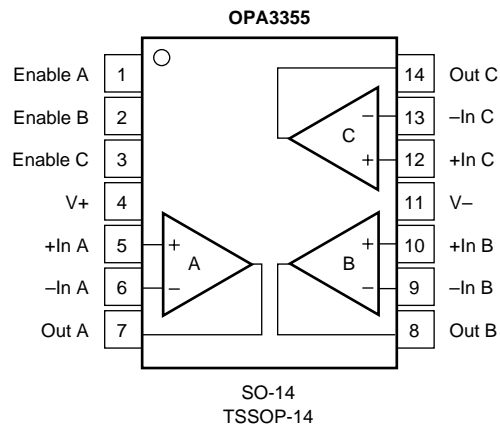 OPA3355
Enable A 1 14 Out C
Enable B 2 − 13 –In C
C
Enable C 3 + 12 +In C
V+ 4 11 V–
+In A 5 + + 10 +In B
A B
–In A 6 − − 9 –In B
Out A 7 8 Out B
SO-14
TSSOP-14